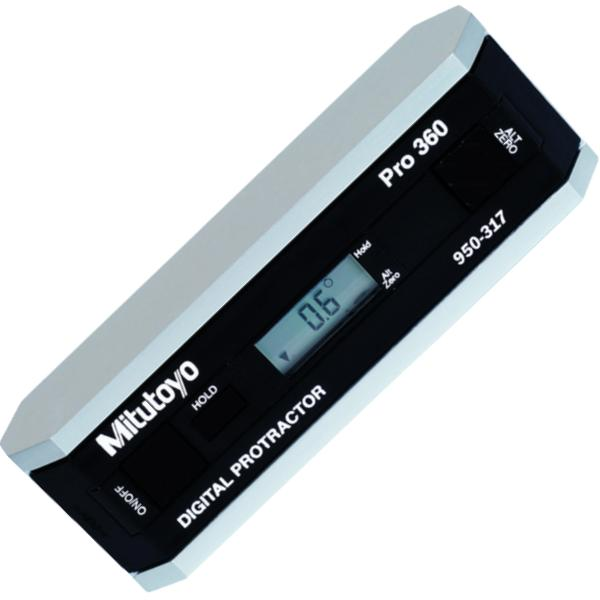 Pro 360
ALT
ZERO
950-317
Hold
Alt
Zero
0.6°
Mitutoyo
HOLD
DIGITAL PROTRACTOR
ON/OFF